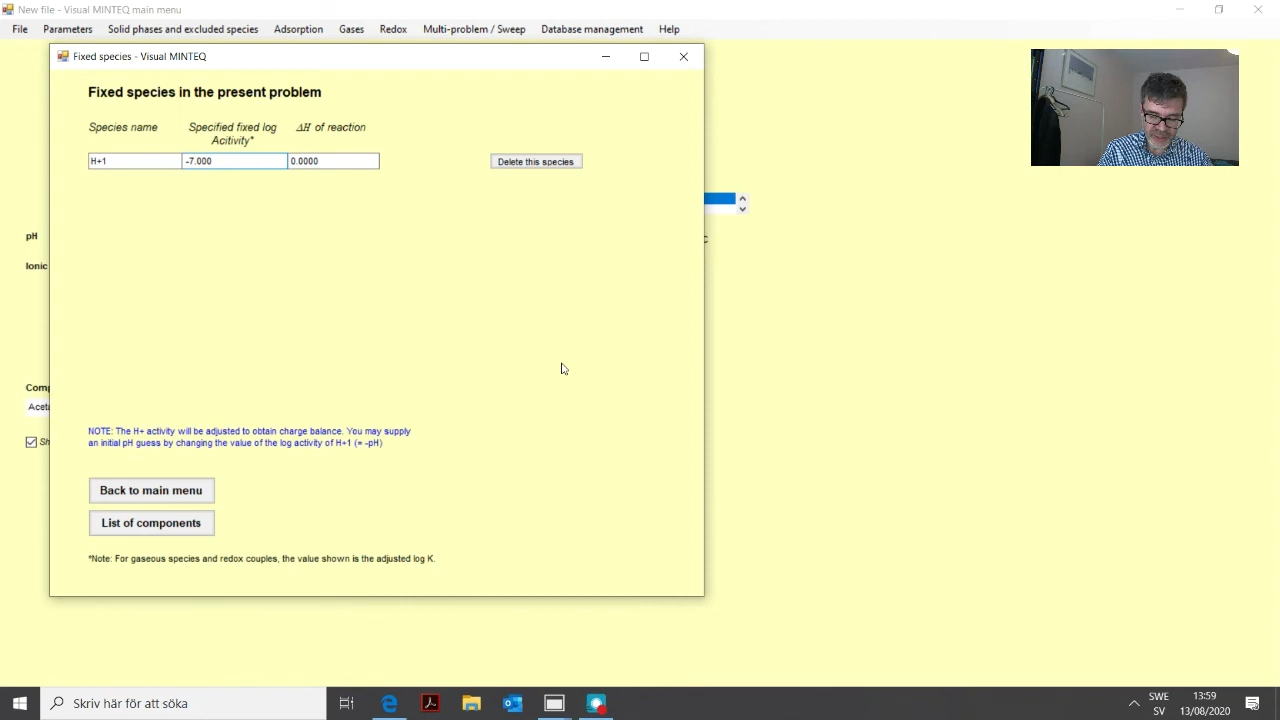 New file - Visual MINTEQ main menu
File Parameters Solid phases and excluded species Adsorption Gases Redox Multi-problem / Sweep Database management Help
Fixed species - Visual MINTEQ
Fixed species in the present problem
Species name Specified fixed log ΔH of reaction
Acitivity*
H+1 -7.000 0.0000 Delete this species
pH
Ionic
Comp
NOTE: The H+ activity will be adjusted to obtain charge balance. You may supply
an initial pH guess by changing the value of the log activity of H+1 (= -pH)
Back to main menu
List of components
*Note: For gaseous species and redox couples, the value shown is the adjusted log K.
Skriv här för att söka
SWE 13:59
SV 13/08/2020